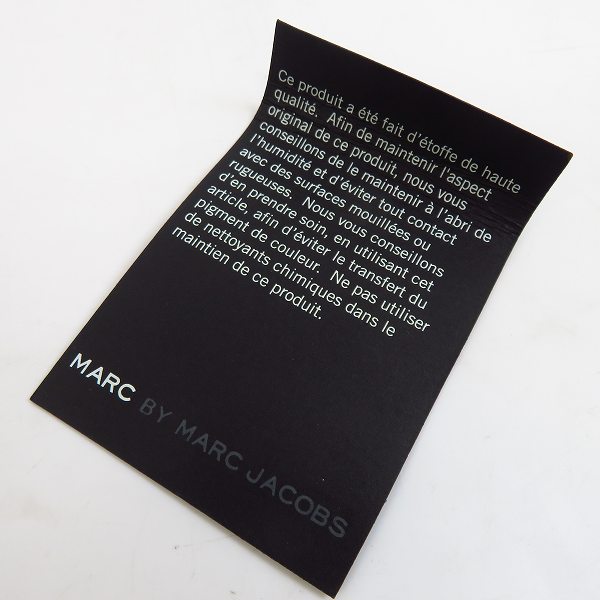 Ce produit a été fait d'étoffe de haute
qualité. Afin de maintenir l'aspect
original de ce produit, nous vous
conseillons de le maintenir à l'abri de
l'humidité et d'éviter tout contact
avec des surfaces mouillées ou
rugueuses. Nous vous conseillons
d'en prendre soin, en utilisant cet
article, afin d'éviter le transfert du
pigment de couleur. Ne pas utiliser
de nettoyants chimiques dans le
maintien de ce produit.
MARC BY MARC JACOBS